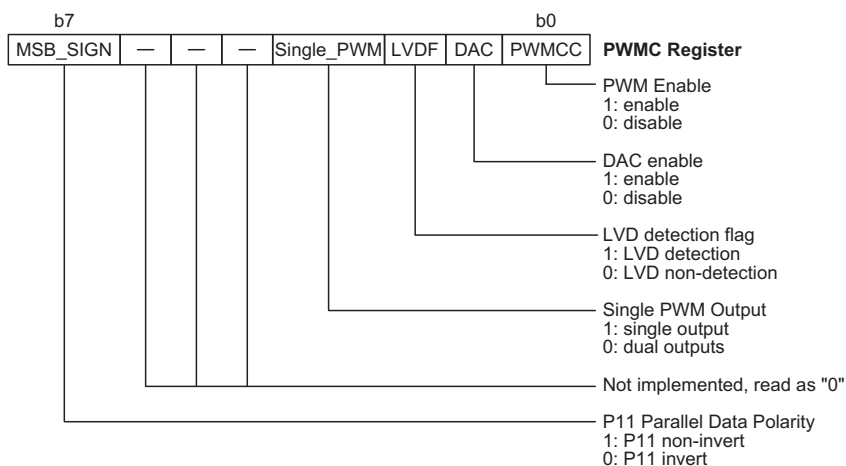 b7 b0
MSB_SIGN — — — Single_PWM LVDF DAC PWMCC PWMC Register
PWM Enable
1: enable
0: disable
DAC enable
1: enable
0: disable
LVD detection flag
1: LVD detection
0: LVD non-detection
Single PWM Output
1: single output
0: dual outputs
Not implemented, read as "0"
P11 Parallel Data Polarity
1: P11 non-invert
0: P11 invert